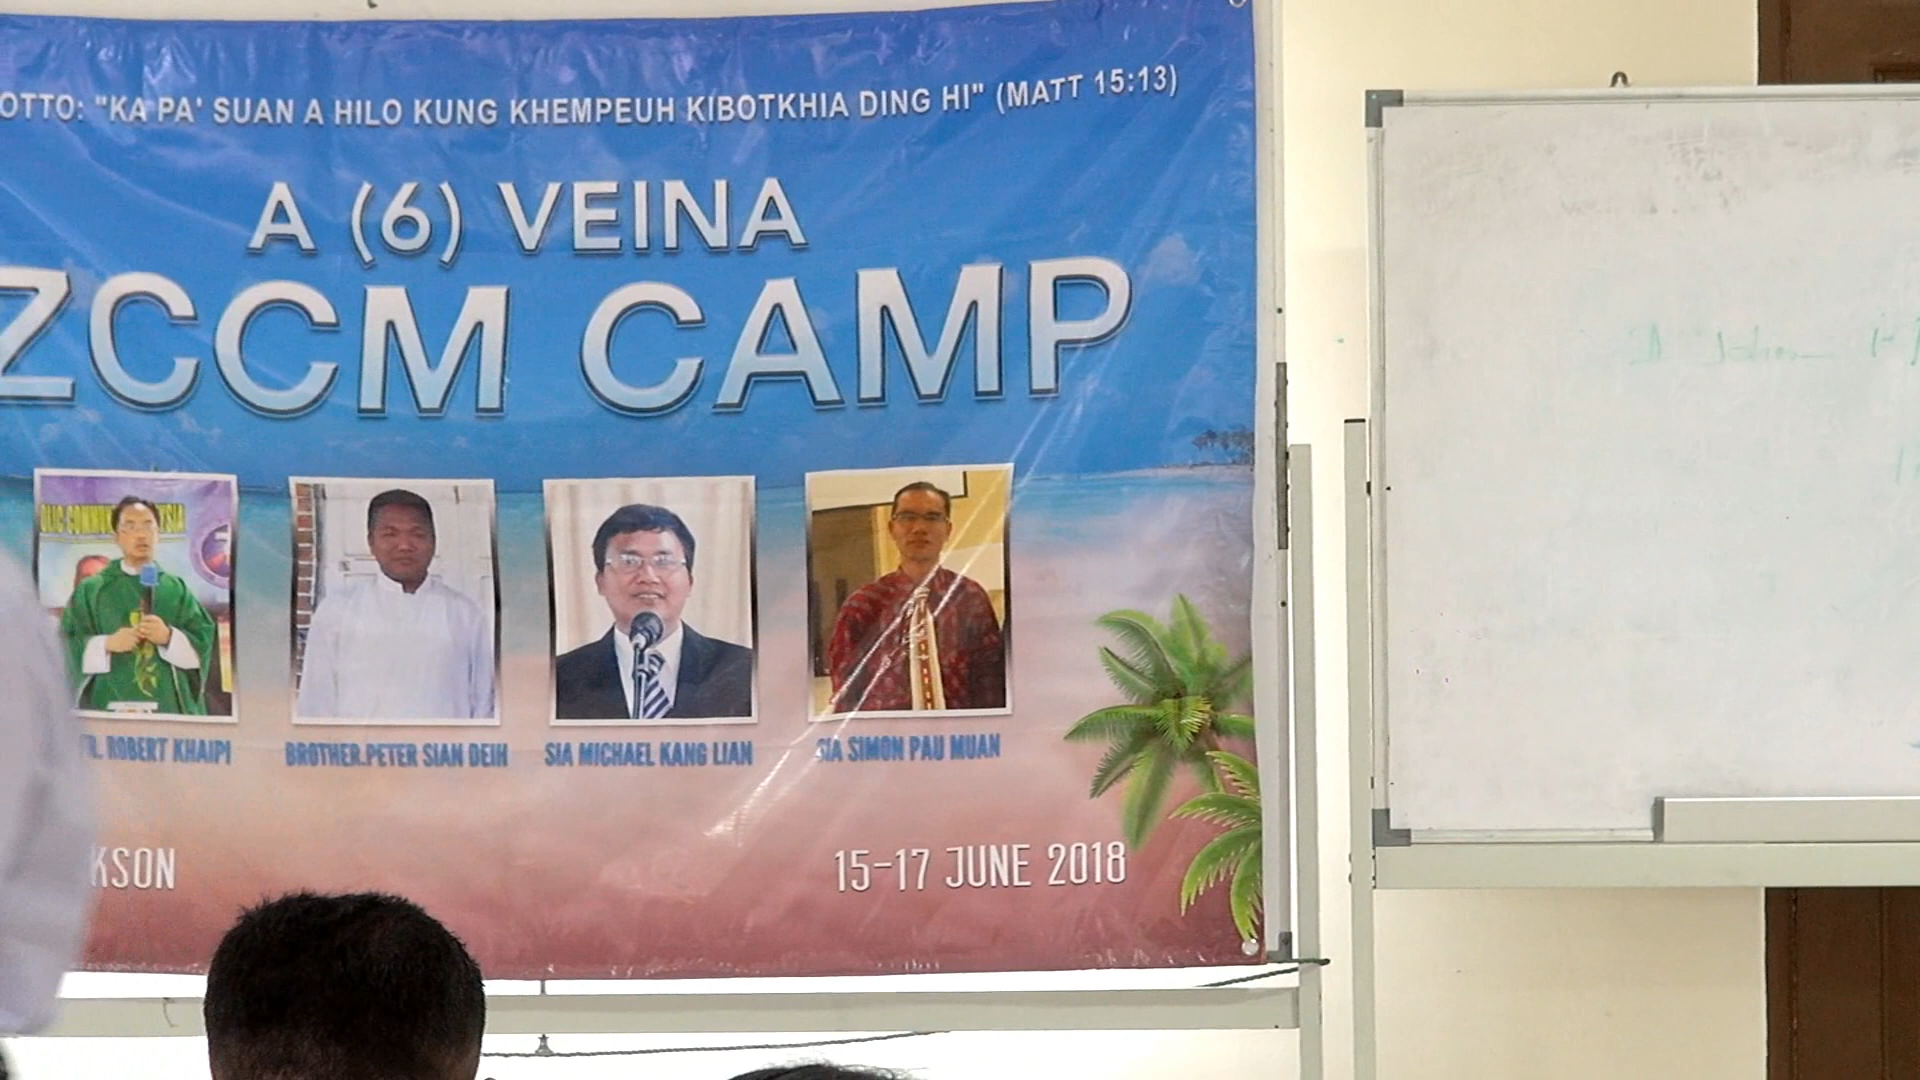 OTTO: "KA PA' SUAN A HILO KUNG KHEMPEUH KIBOTKHIA DING HI" (MATT 15:13)
A (6) VEINA
ZCCM CAMP
R. ROBERT KHAIPI
BROTHER.PETER SIAN DEIH
SIA MICHAEL KANG LIAN
SIA SIMON PAU MUAN
KSON
15-17 JUNE 2018